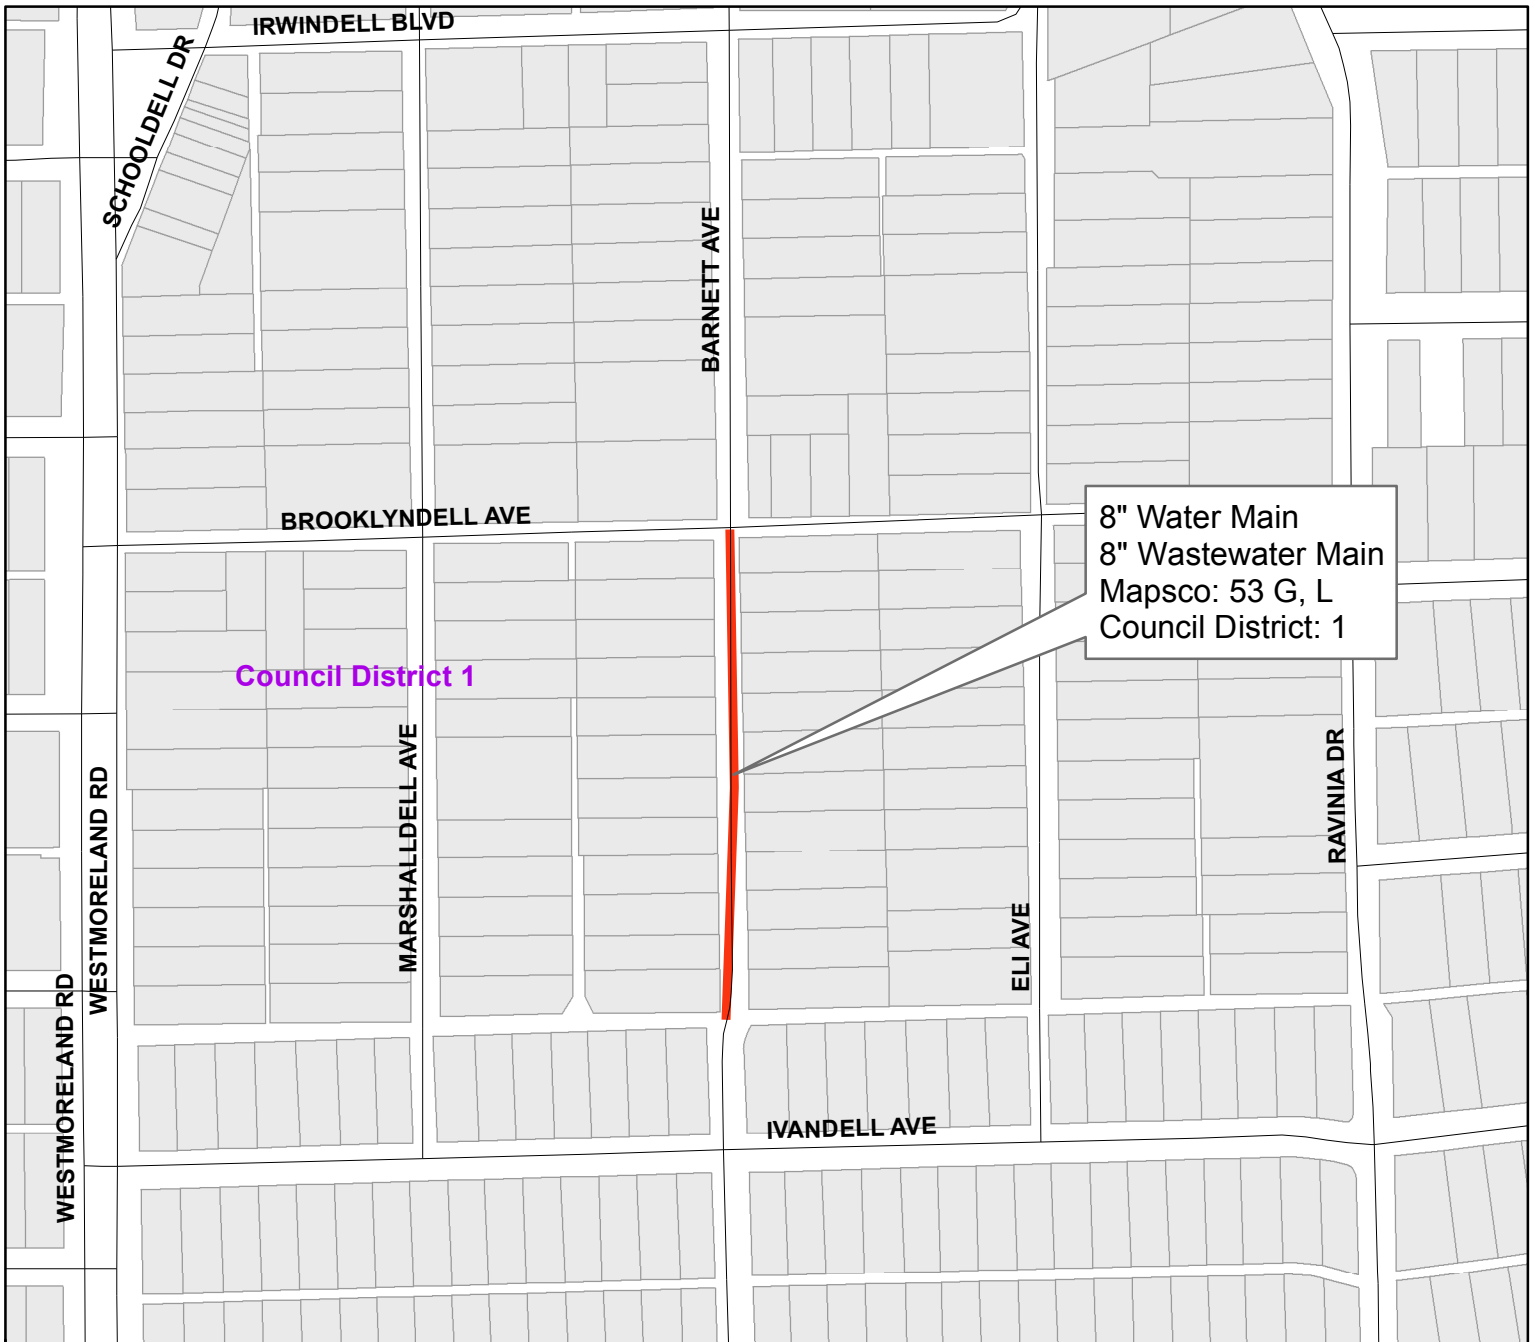 IRWINDELL BLVD
SCHOOLDELL DR
BARNETT AVE
BROOKLYNDELL AVE
8" Water Main
8" Wastewater Main
Mapsco: 53 G, L
Council District: 1
Council District 1
MARSHALLDELL AVE
WESTMORELAND RD
RAVINIA DR
ELI AVE
WESTMORELAND RD
IVANDELL AVE